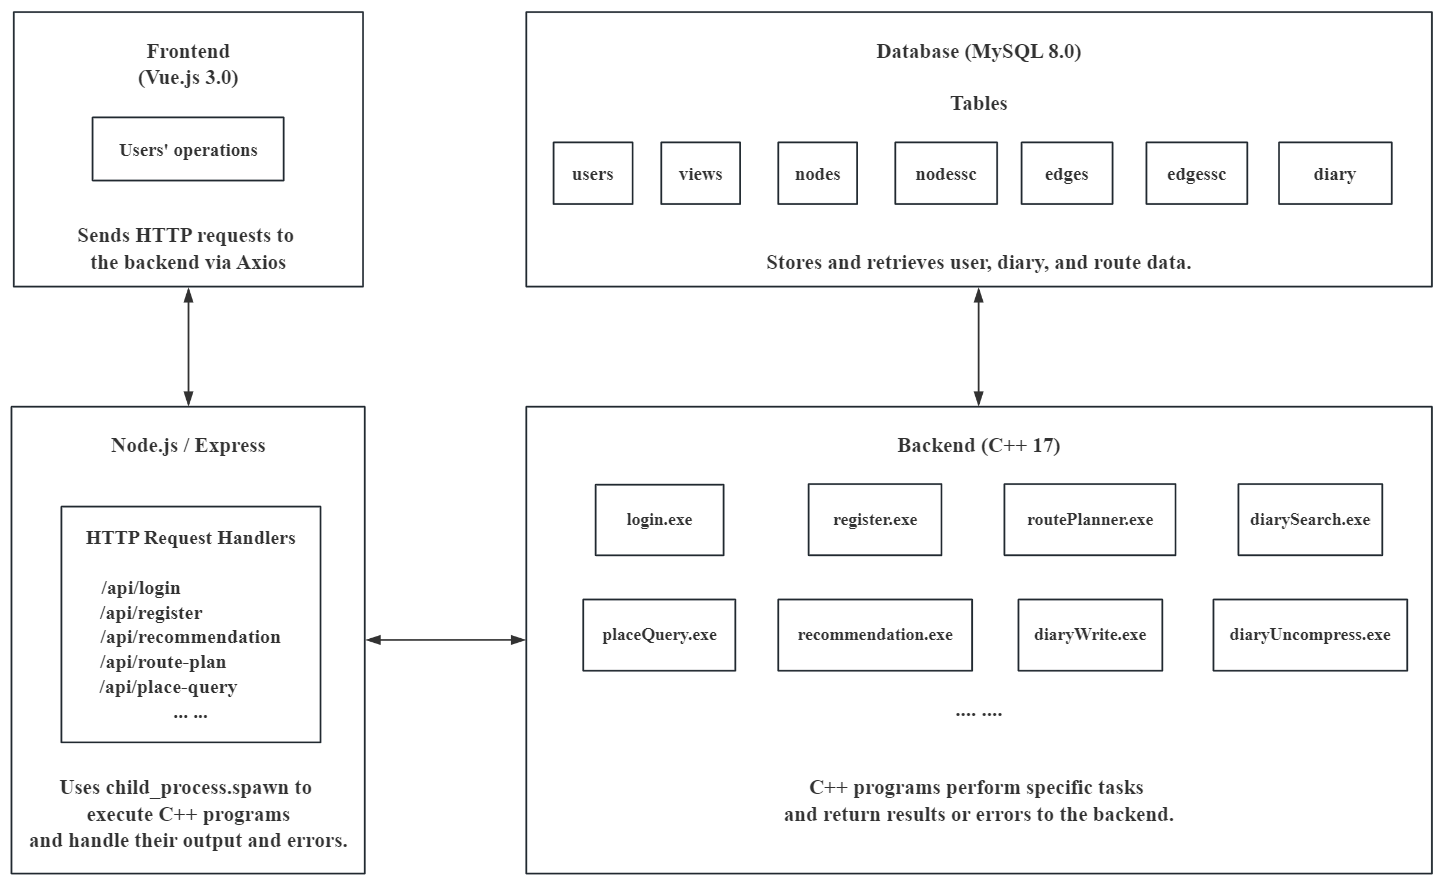 Frontend
(Vue.js 3.0)
Users' operations
Sends HTTP requests to
the backend via Axios
Database (MySQL 8.0)
Tables
users
views
nodes
nodessc
edges
edgessc
diary
Stores and retrieves user, diary, and route data.
Node.js / Express
HTTP Request Handlers
/api/login
/api/register
/api/recommendation
/api/route-plan
/api/place-query
... ...
Uses child_process.spawn to
execute C++ programs
and handle their output and errors.
Backend (C++ 17)
login.exe
register.exe
routePlanner.exe
diarySearch.exe
placeQuery.exe
recommendation.exe
diaryWrite.exe
diaryUncompress.exe
.... ....
C++ programs perform specific tasks
and return results or errors to the backend.